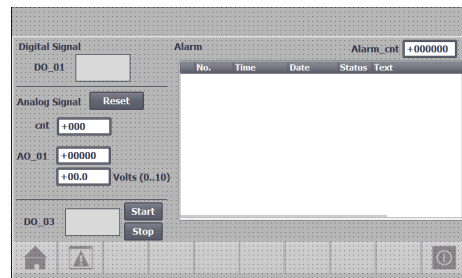 Digital Signal
DO_01
Analog Signal Reset
cnt +000
AO_01 +00000
+00.0 Volts (0..10)
DO_03
Start
Stop
Alarm Alarm_cnt +000000
No. Time Date Status Text